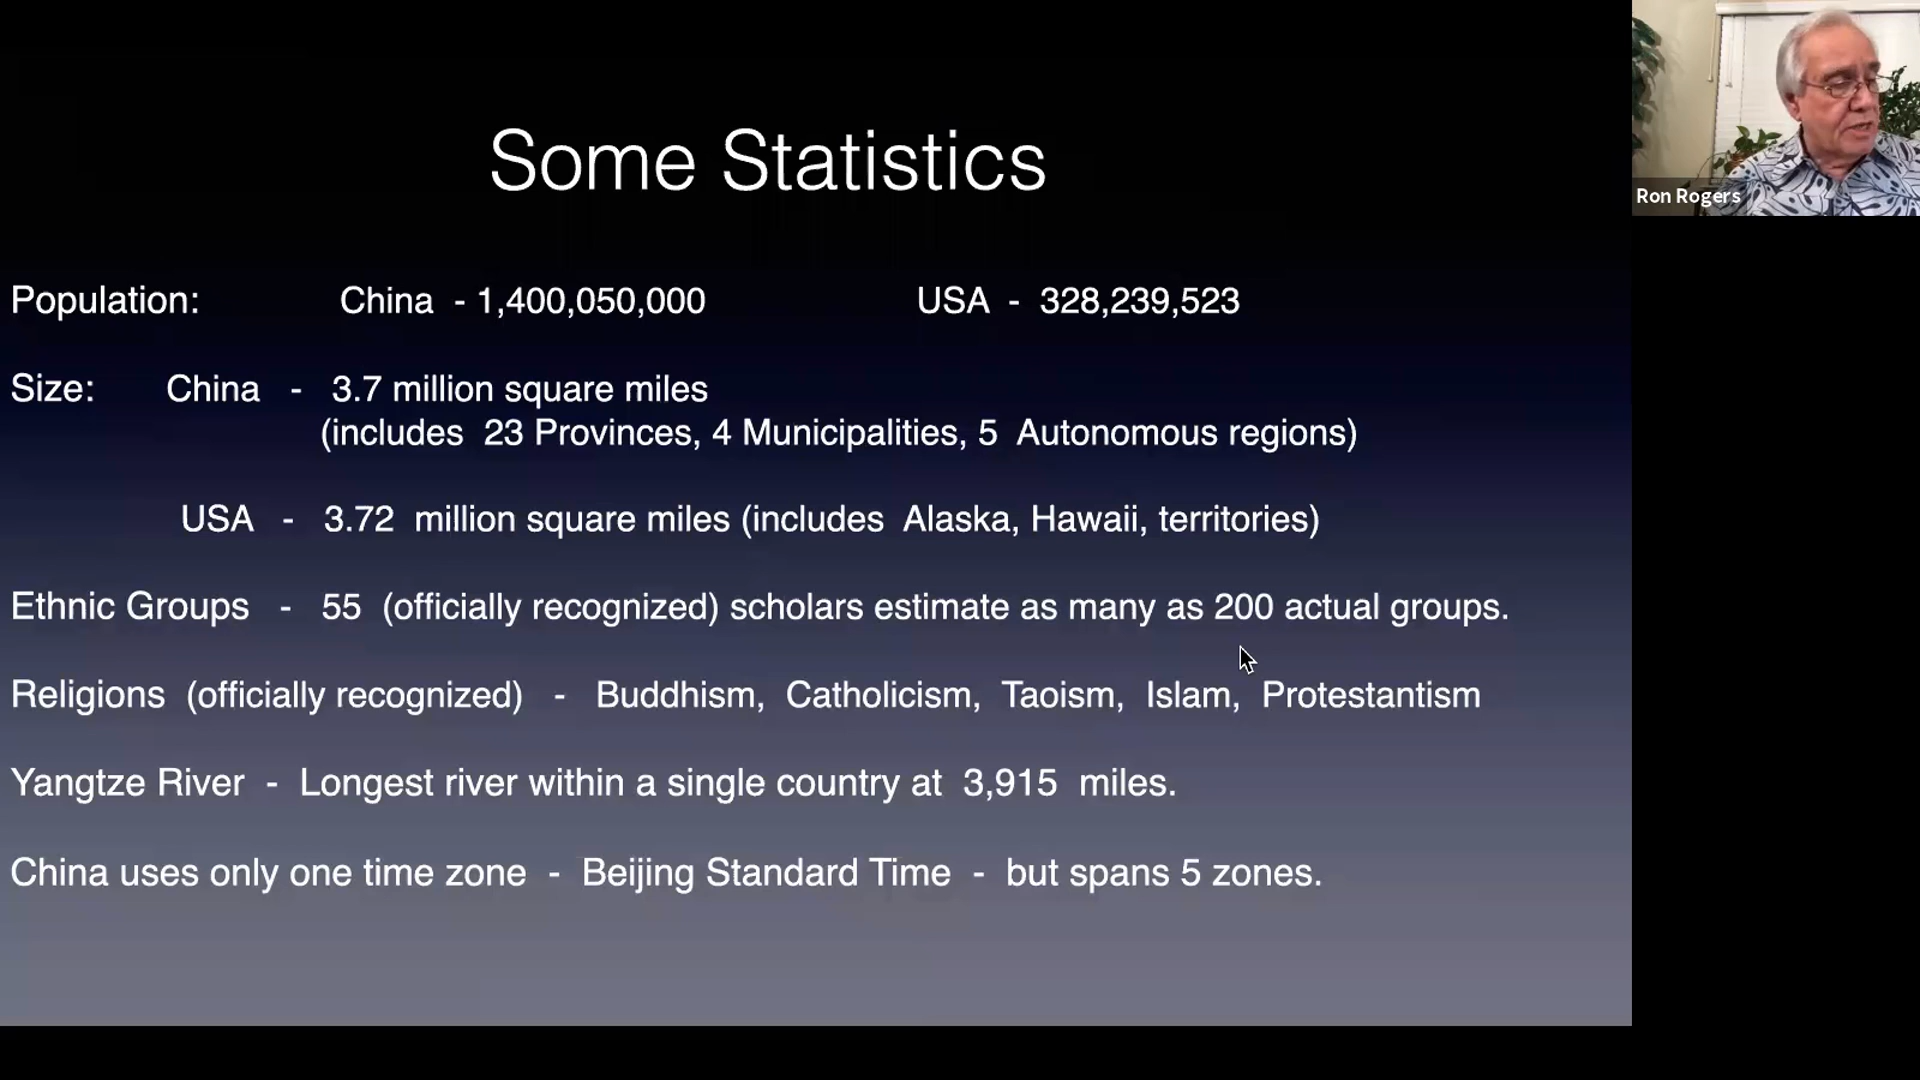 Some Statistics
Ron Rogers
Population: China - 1,400,050,000 USA - 328,239,523
Size: China - 3.7 million square miles
(includes 23 Provinces, 4 Municipalities, 5 Autonomous regions)
USA - 3.72 million square miles (includes Alaska, Hawaii, territories)
Ethnic Groups - 55 (officially recognized) scholars estimate as many as 200 actual groups.
Religions (officially recognized) - Buddhism, Catholicism, Taoism, Islam, Protestantism
Yangtze River - Longest river within a single country at 3,915 miles.
China uses only one time zone - Beijing Standard Time - but spans 5 zones.